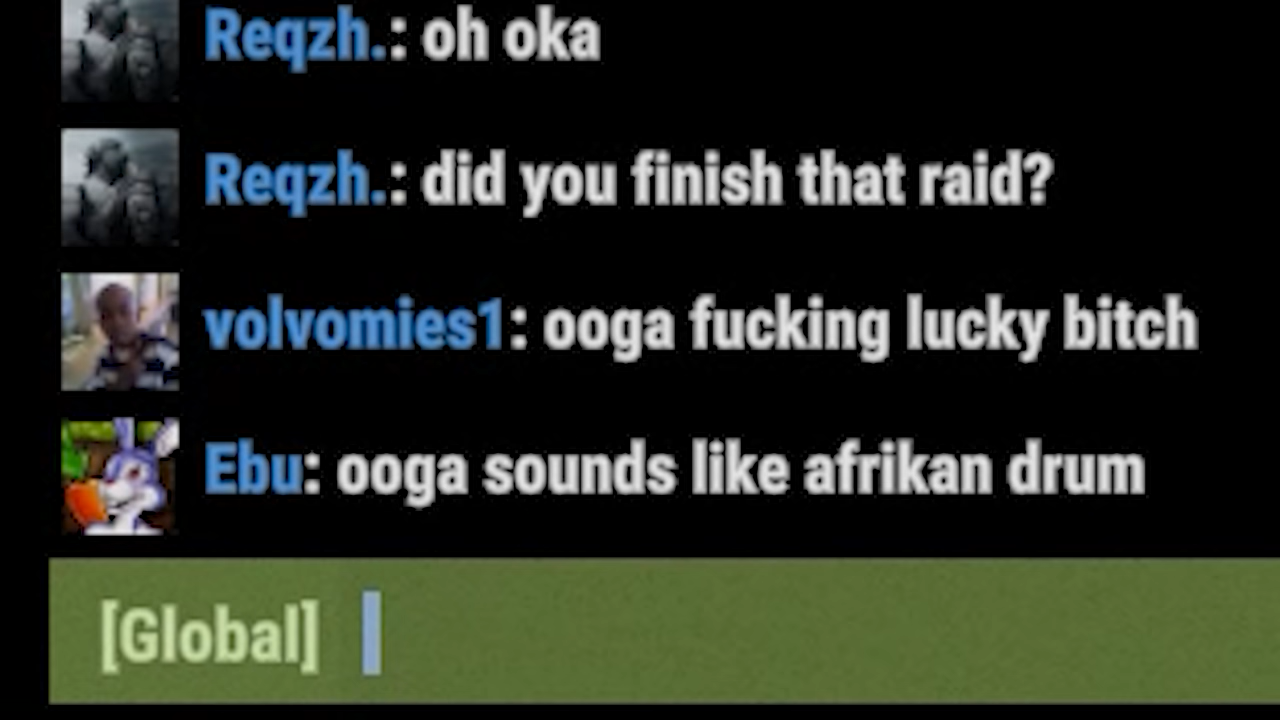 Reqzh.: oh oka
Reqzh.: did you finish that raid?
volvomies1: ooga fucking lucky bitch
Ebu: ooga sounds like afrikan drum
[Global]